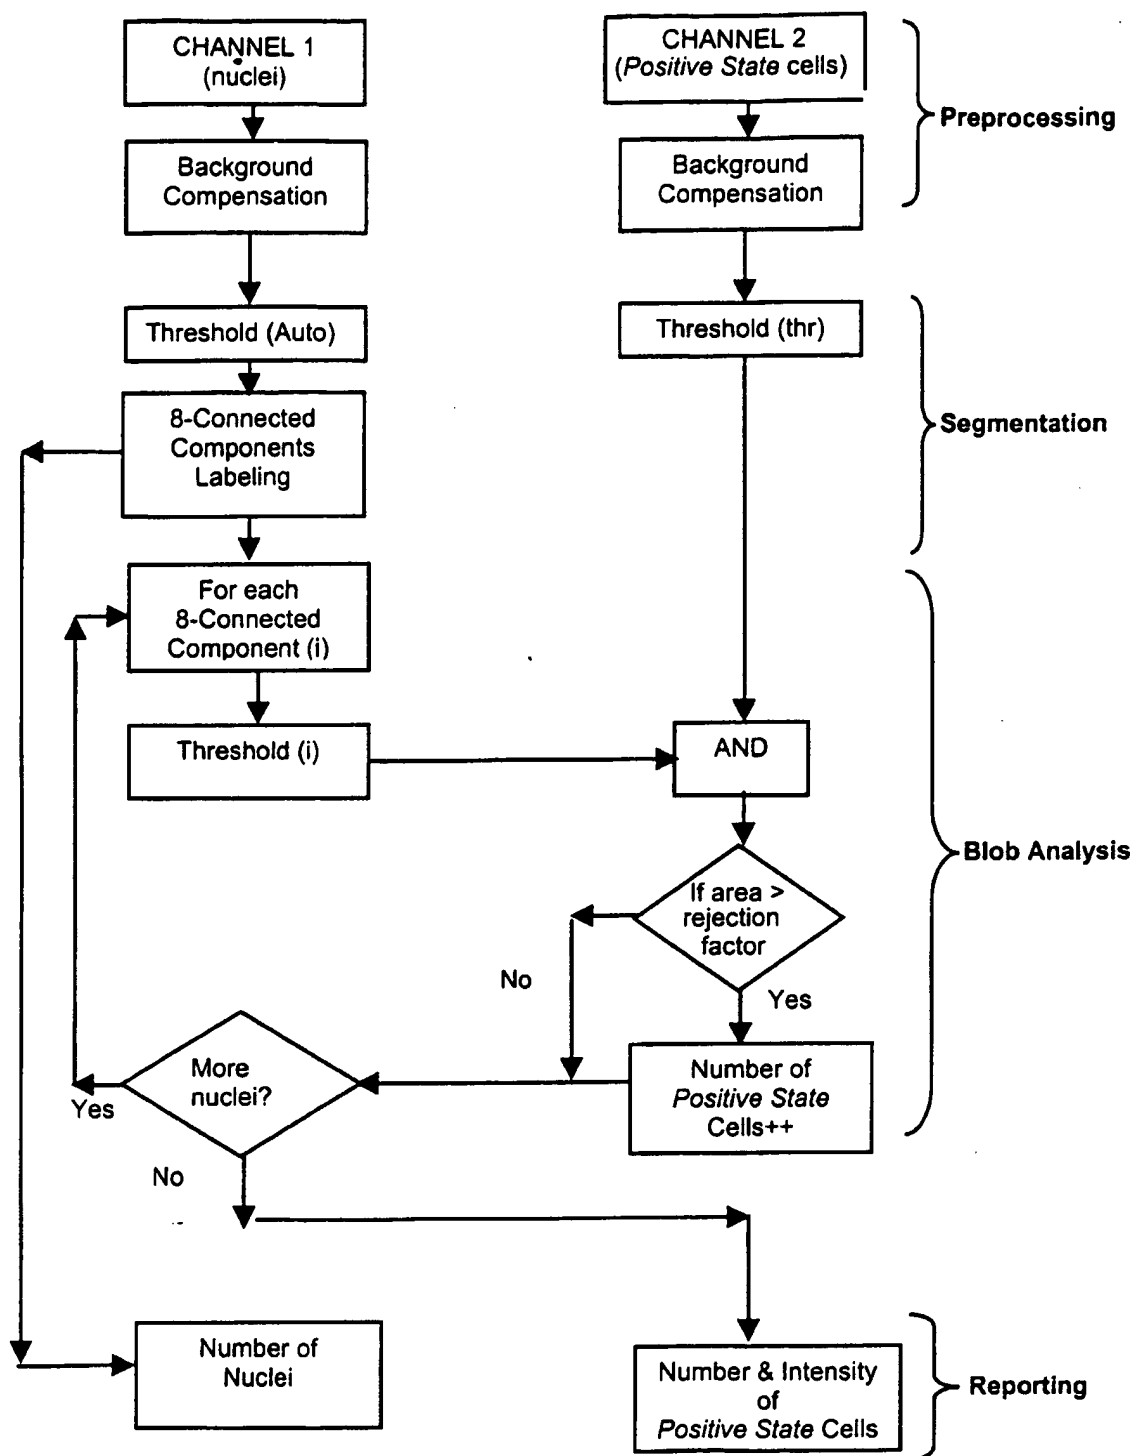 CHANNEL 1
(nuclei)
CHANNEL 2
(Positive State cells)
Preprocessing
Background
Compensation
Background
Compensation
Threshold (Auto)
Threshold (thr)
8-Connected
Components
Labeling
Segmentation
For each
8-Connected
Component (i)
Threshold (i)
AND
Blob Analysis
If area >
rejection
factor
No
Yes
More
nuclei?
Yes
Number of
Positive State
Cells++
No
Number of
Nuclei
Number & Intensity
of
Positive State Cells
Reporting